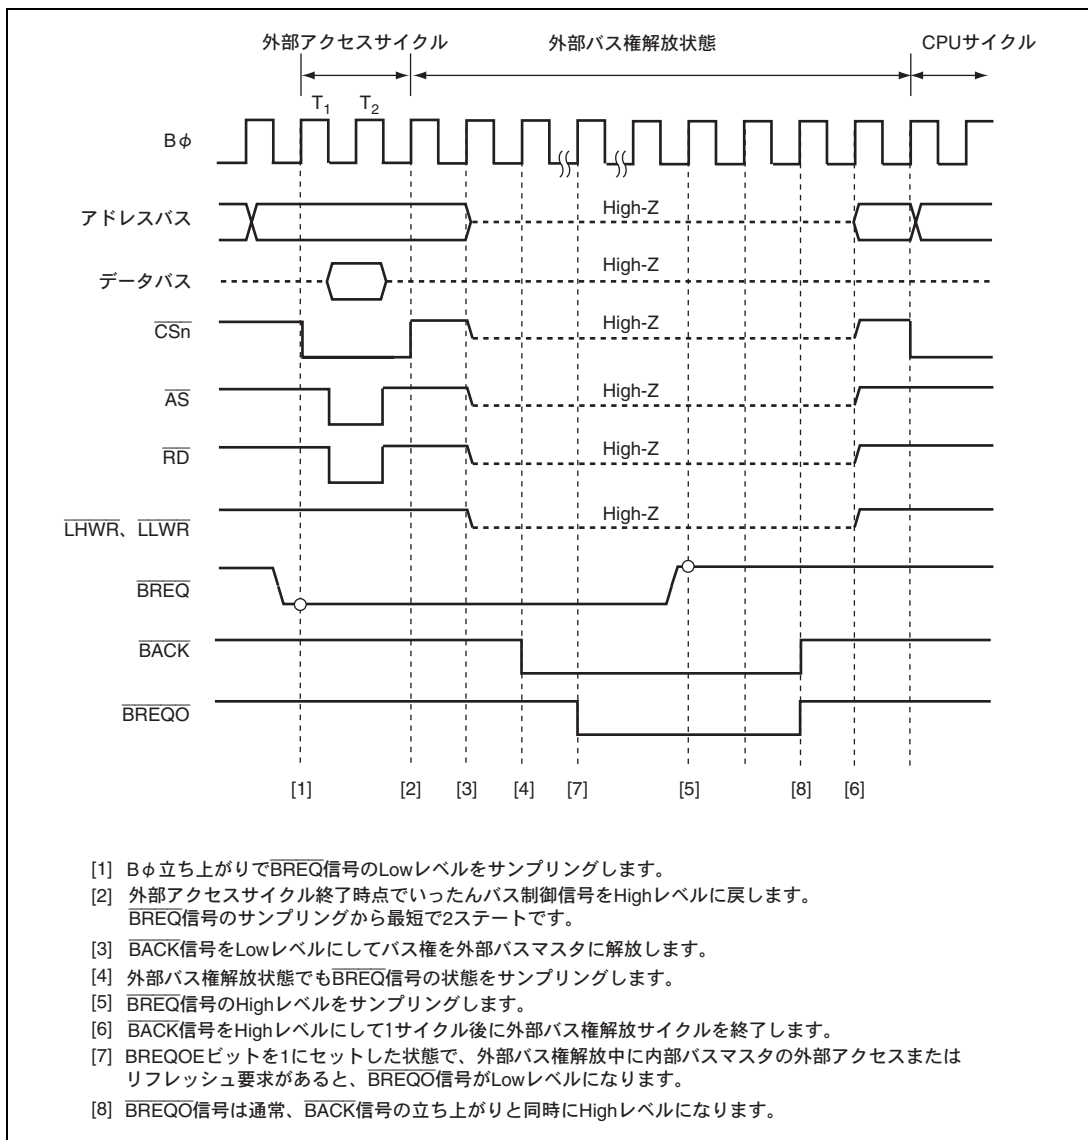 外部アクセスサイクル 外部バス権解放状態 CPUサイクル
T1 T2
Bφ
アドレスバス High-Z
データバス High-Z
CSn High-Z
AS High-Z
RD High-Z
LHWR、LLWR High-Z
BREQ
BACK
BREQO
[1] [2] [3] [4] [7] [5] [8] [6]
[1] Bφ立ち上がりでBREQ信号のLowレベルをサンプリングします。
[2] 外部アクセスサイクル終了時点でいったんバス制御信号をHighレベルに戻します。
BREQ信号のサンプリングから最短で2ステートです。
[3] BACK信号をLowレベルにしてバス権を外部バスマスタに解放します。
[4] 外部バス権解放状態でもBREQ信号の状態をサンプリングします。
[5] BREQ信号のHighレベルをサンプリングします。
[6] BACK信号をHighレベルにして1サイクル後に外部バス権解放サイクルを終了します。
[7] BREQOEビットを1にセットした状態で、外部バス権解放中に内部バスマスタの外部アクセスまたは
リフレッシュ要求があると、BREQO信号がLowレベルになります。
[8] BREQO信号は通常、BACK信号の立ち上がりと同時にHighレベルになります。